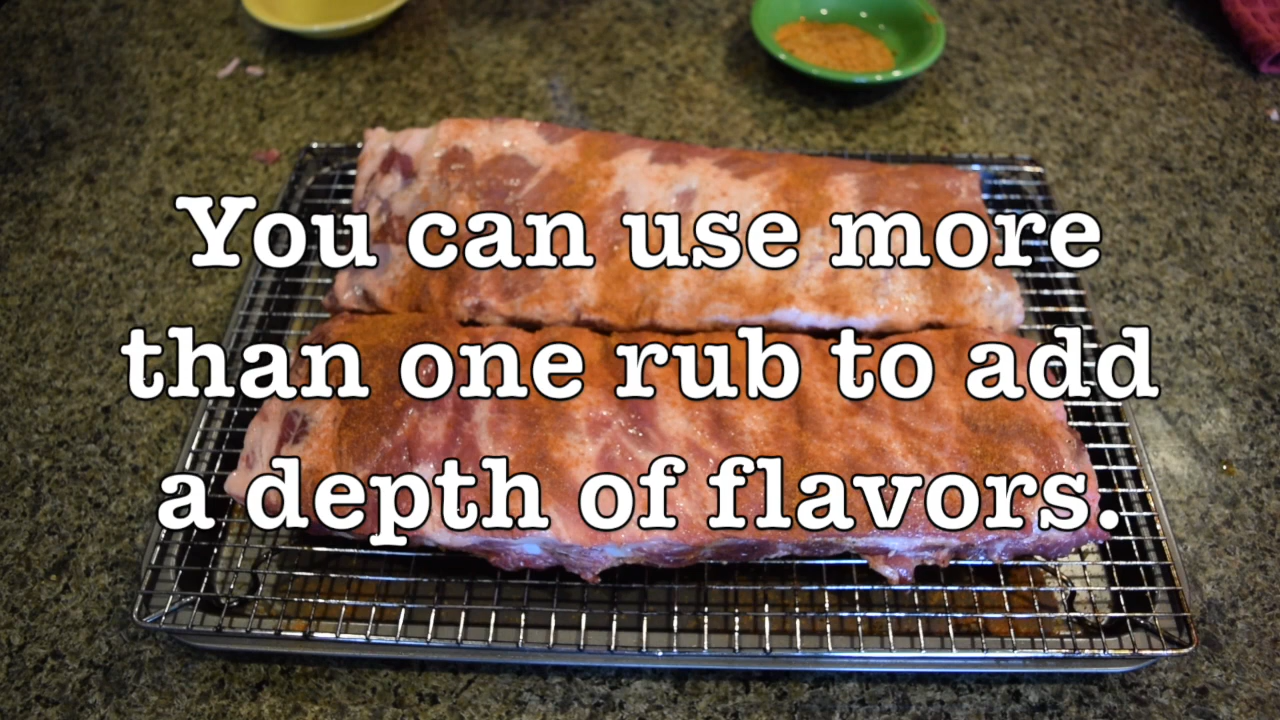 You can use more
than one rub to add
a depth of flavors.